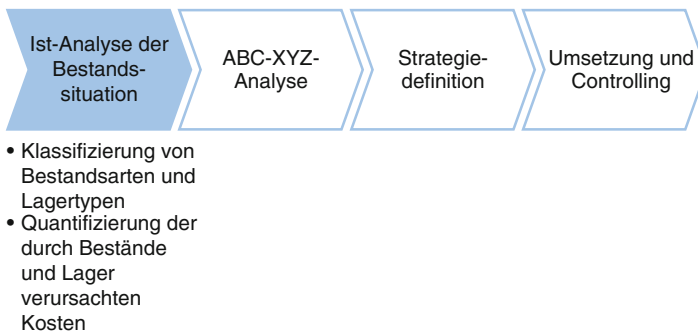 Ist-Analyse der
Bestands-
situation
ABC-XYZ-
Analyse
Strategie-
definition
Umsetzung und
Controlling
• Klassifizierung von
Bestandsarten und
Lagertypen
• Quantifizierung der
durch Bestände
und Lager
verursachten
Kosten